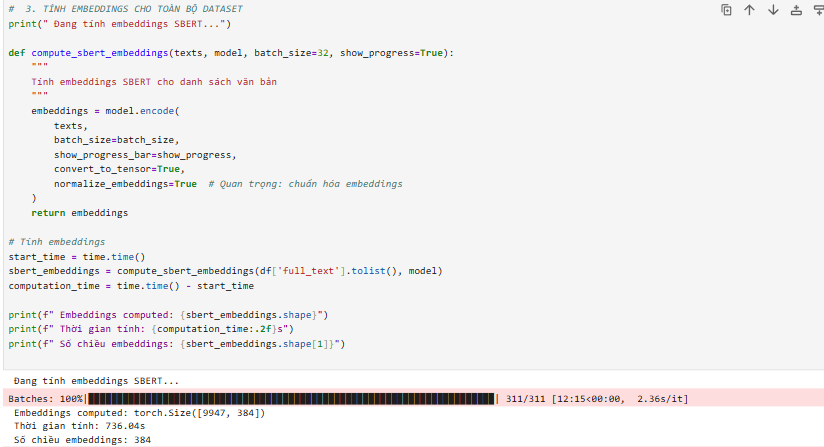 #  3. TÍNH EMBEDDINGS CHO TOÀN BỘ DATASET
print(" Đang tính embeddings SBERT...")

def compute_sbert_embeddings(texts, model, batch_size=32, show_progress=True):
    """
    Tính embeddings SBERT cho danh sách văn bản
    """
    embeddings = model.encode(
        texts,
        batch_size=batch_size,
        show_progress_bar=show_progress,
        convert_to_tensor=True,
        normalize_embeddings=True  # Quan trọng: chuẩn hóa embeddings
    )
    return embeddings

# Tính embeddings
start_time = time.time()
sbert_embeddings = compute_sbert_embeddings(df['full_text'].tolist(), model)
computation_time = time.time() - start_time

print(f" Embeddings computed: {sbert_embeddings.shape}")
print(f" Thời gian tính: {computation_time:.2f}s")
print(f" Số chiều embeddings: {sbert_embeddings.shape[1]}")

Đang tính embeddings SBERT...
Batches: 100%| | 311/311 [12:15<00:00,  2.36s/it]
Embeddings computed: torch.Size([9947, 384])
Thời gian tính: 736.04s
Số chiều embeddings: 384